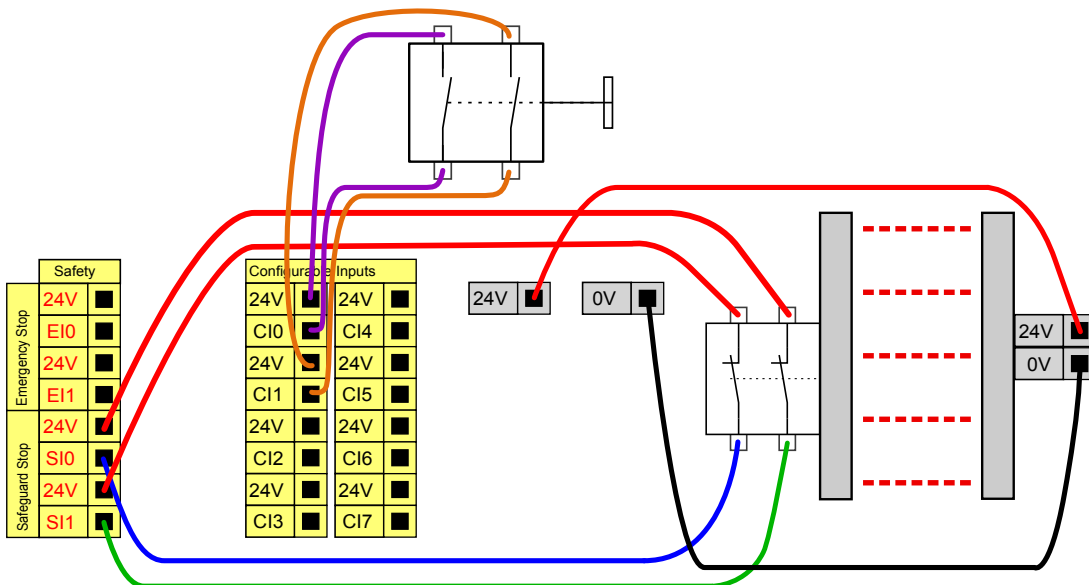 Safety
Emergency Stop
24V
EI0
24V
EI1
Safeguard Stop
24V
SI0
24V
SI1
Configurable Inputs
24V 24V
CI0 CI4
24V 24V
CI1 CI5
24V 24V
CI2 CI6
24V 24V
CI3 CI7
24V
0V
24V
0V